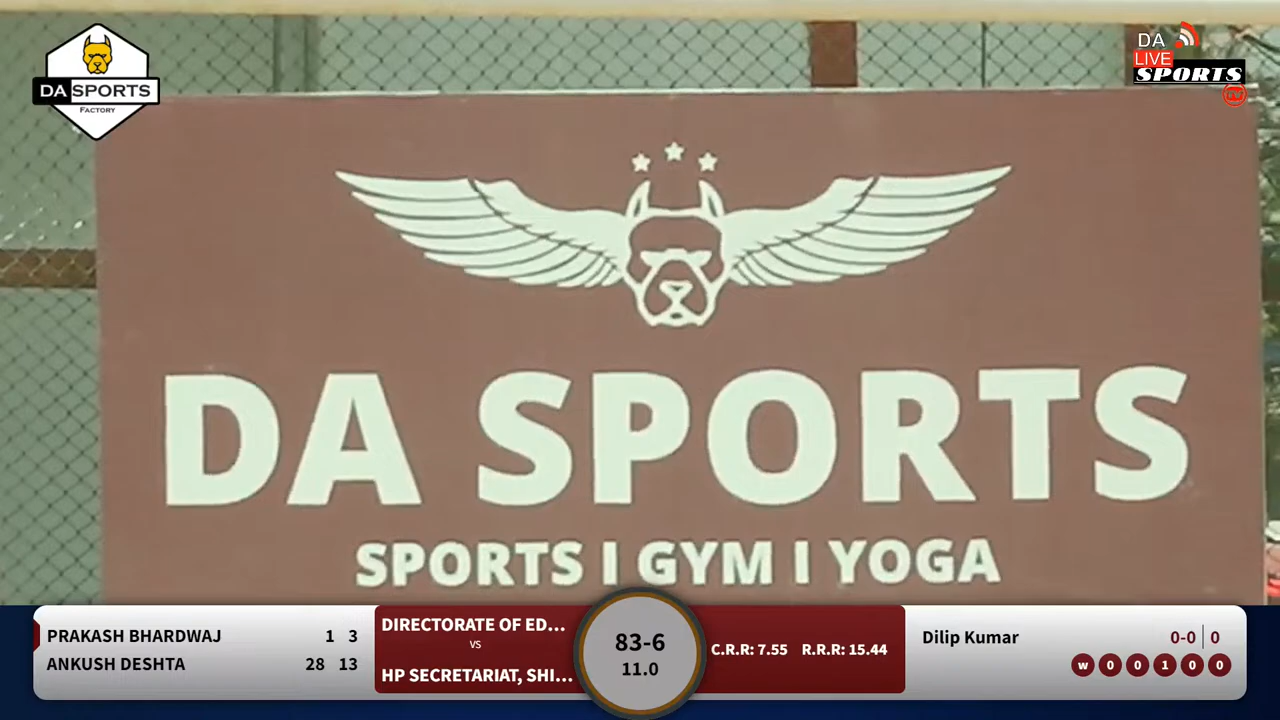 DA SPORTS
FACTORY
DA
LIVE
SPORTS
DA SPORTS
SPORTS I GYM I YOGA
PRAKASH BHARDWAJ 1 3
ANKUSH DESHTA 28 13
DIRECTORATE OF ED...
vs
HP SECRETARIAT, SHI...
83-6
11.0
C.R.R: 7.55 R.R.R: 15.44
Dilip Kumar 0-0 0
w 0 0 1 0 0